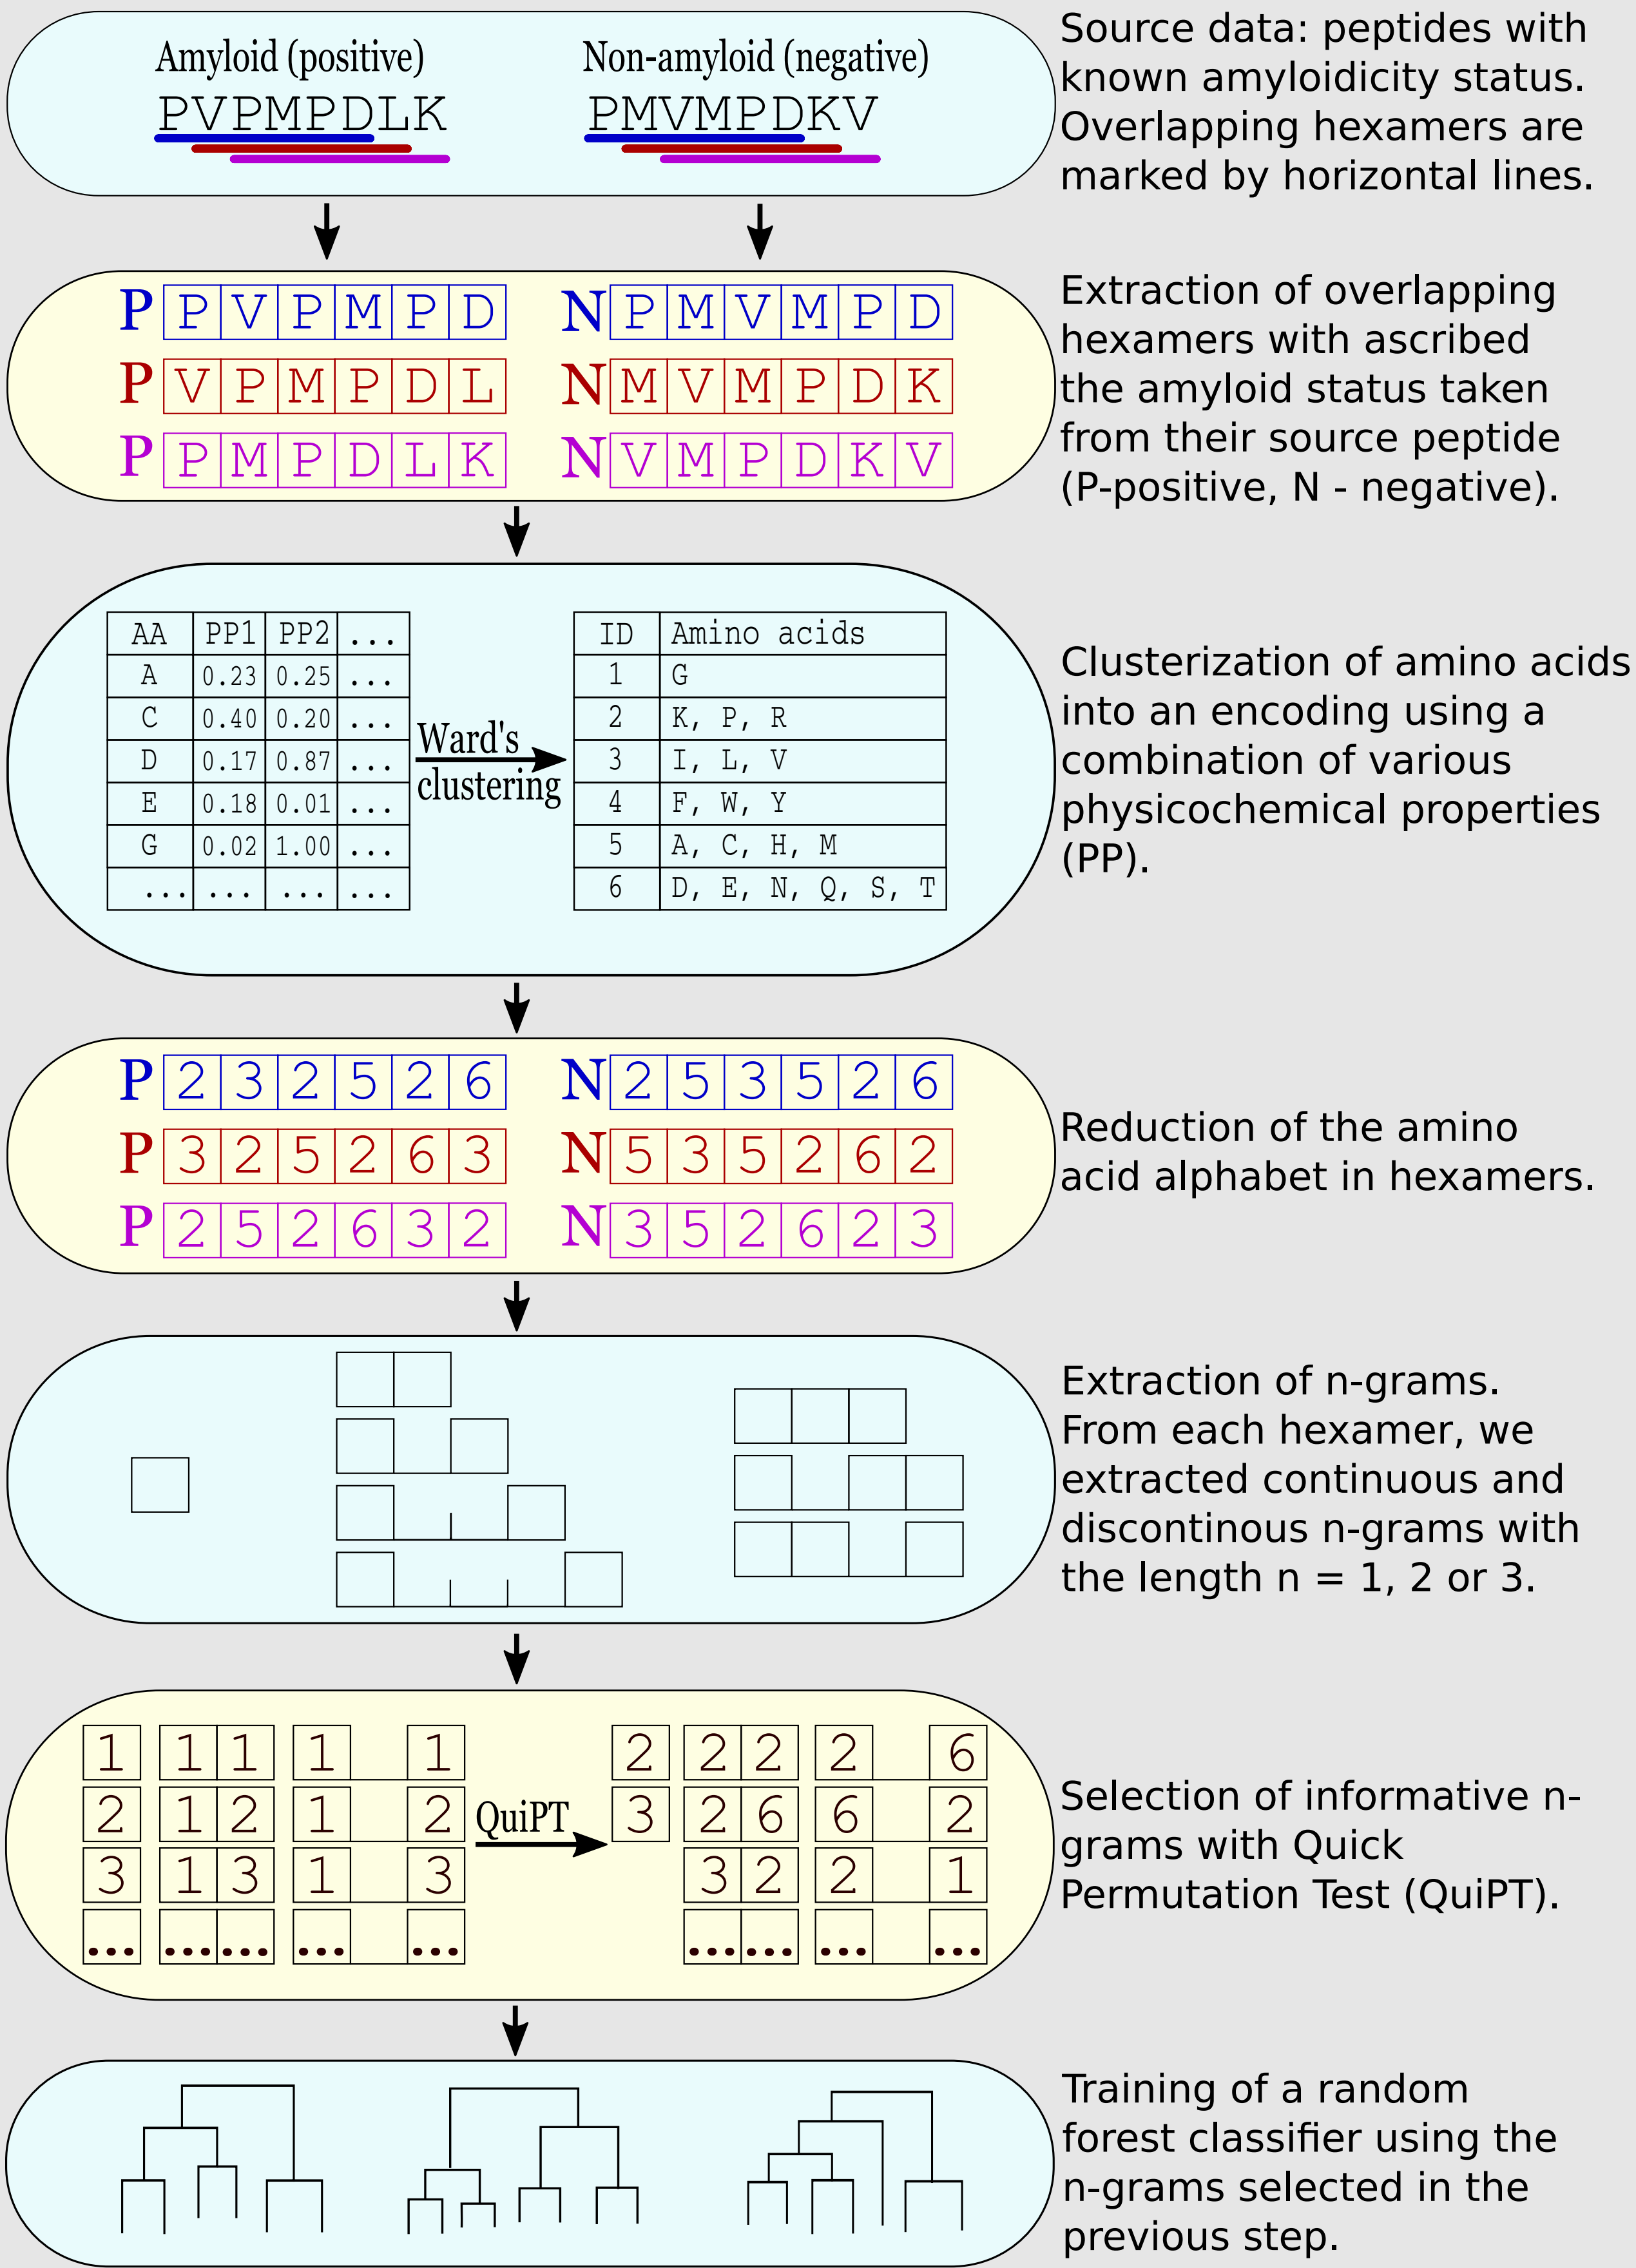 Amyloid (positive) Non-amyloid (negative)
PVPMPDLK PMVMPDKV
Source data: peptides with
known amyloidicity status.
Overlapping hexamers are
marked by horizontal lines.
P P V P M P D N P M V M P D
P V P M P D L N M V M P D K
P P M P D L K N V M P D K V
Extraction of overlapping
hexamers with ascribed
the amyloid status taken
from their source peptide
(P-positive, N - negative).
AA PP1 PP2 ...
A 0.23 0.25 ...
C 0.40 0.20 ...
D 0.17 0.87 ...
E 0.18 0.01 ...
G 0.02 1.00 ...
... ... ... ...
Ward's
clustering
ID Amino acids
1 G
2 K, P, R
3 I, L, V
4 F, W, Y
5 A, C, H, M
6 D, E, N, Q, S, T
Clusterization of amino acids
into an encoding using a
combination of various
physicochemical properties
(PP).
P 2 3 2 5 2 6 N 2 5 3 5 2 6
P 3 2 5 2 6 3 N 5 3 5 2 6 2
P 2 5 2 6 3 2 N 3 5 2 6 2 3
Reduction of the amino
acid alphabet in hexamers.
Extraction of n-grams.
From each hexamer, we
extracted continuous and
discontinous n-grams with
the length n = 1, 2 or 3.
1 1 1 1 1
2 1 2 1 2
3 1 3 1 3
... ... ... ... ...
QuiPT
2 2 2 2 6
3 2 6 6 2
3 2 2 1
... ... ... ...
Selection of informative n-
grams with Quick
Permutation Test (QuiPT).
Training of a random
forest classifier using the
n-grams selected in the
previous step.